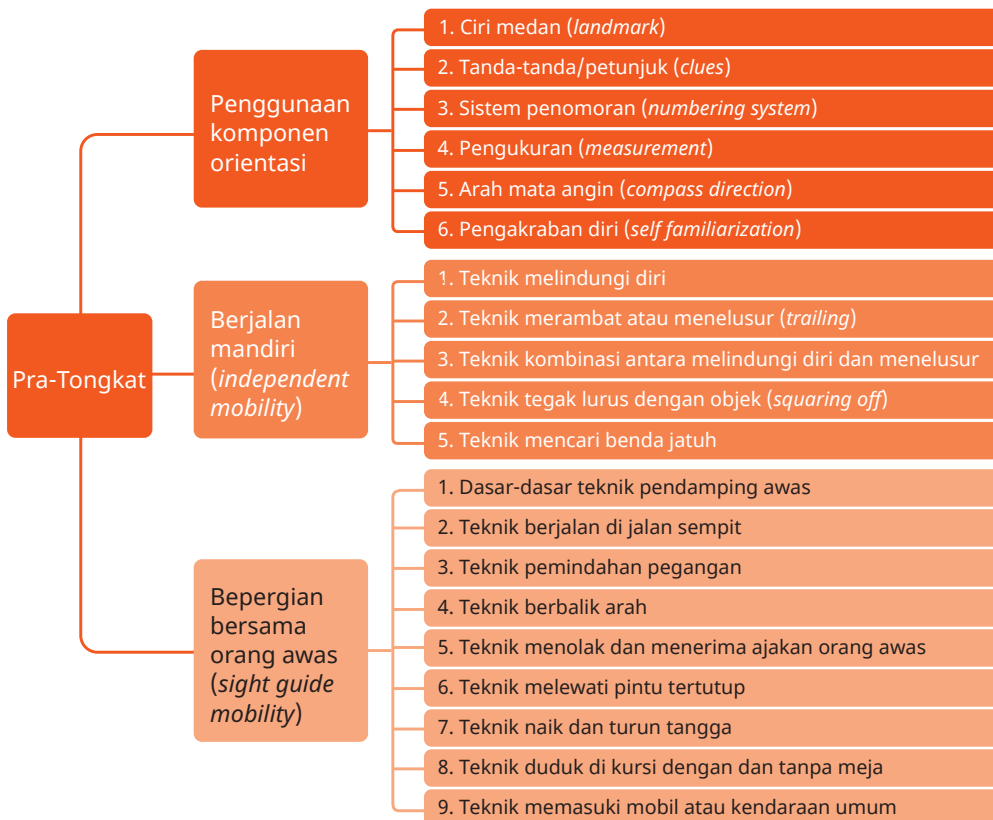 Pra-Tongkat
Penggunaan
komponen
orientasi
1. Ciri medan (landmark)
2. Tanda-tanda/petunjuk (clues)
3. Sistem penomoran (numbering system)
4. Pengukuran (measurement)
5. Arah mata angin (compass direction)
6. Pengakraban diri (self familiarization)
Berjalan
mandiri
(independent
mobility)
1. Teknik melindungi diri
2. Teknik merambat atau menelusur (trailing)
3. Teknik kombinasi antara melindungi diri dan menelusur
4. Teknik tegak lurus dengan objek (squaring off)
5. Teknik mencari benda jatuh
Bepergian
bersama
orang awas
(sight guide
mobility)
1. Dasar-dasar teknik pendamping awas
2. Teknik berjalan di jalan sempit
3. Teknik pemindahan pegangan
4. Teknik berbalik arah
5. Teknik menolak dan menerima ajakan orang awas
6. Teknik melewati pintu tertutup
7. Teknik naik dan turun tangga
8. Teknik duduk di kursi dengan dan tanpa meja
9. Teknik memasuki mobil atau kendaraan umum